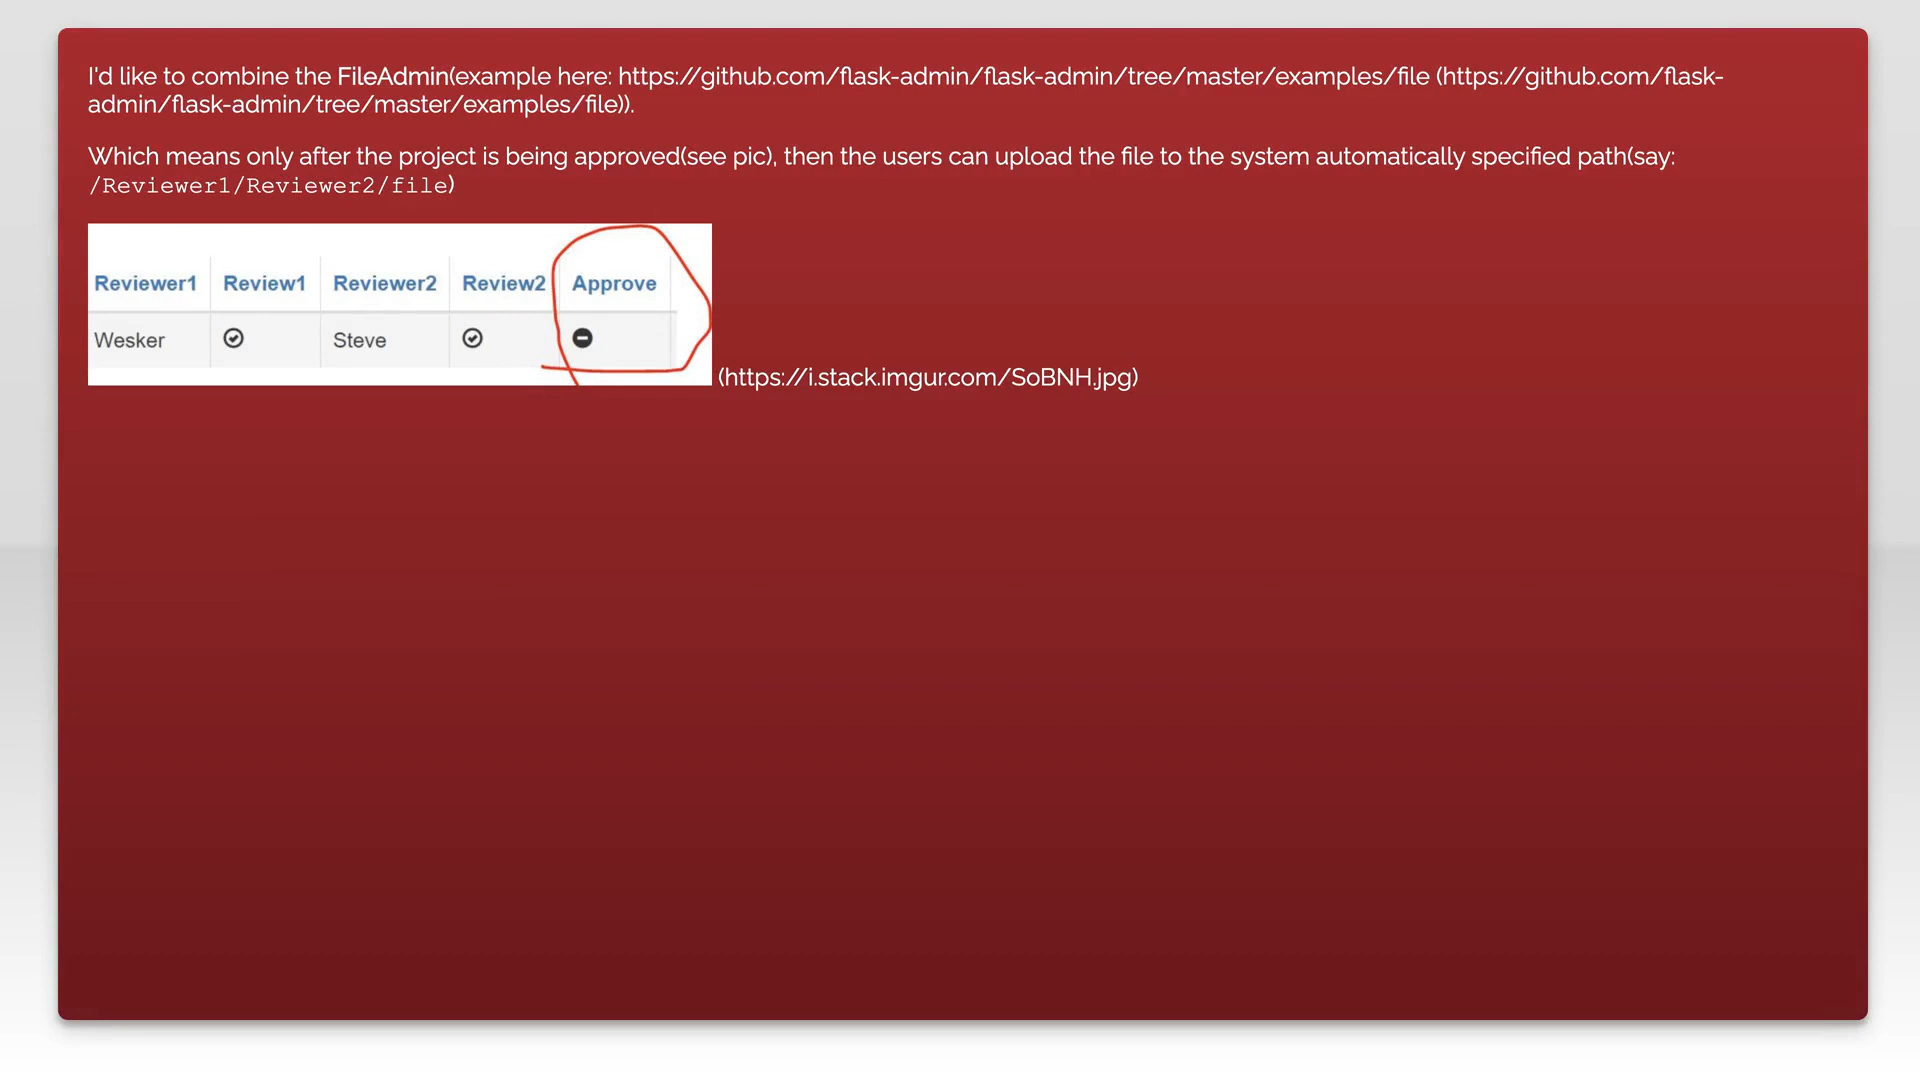 I'd like to combine the FileAdmin(example here: https://github.com/flask-admin/flask-admin/tree/master/examples/file (https://github.com/flask-
admin/flask-admin/tree/master/examples/file)).
Which means only after the project is being approved(see pic), then the users can upload the file to the system automatically specified path(say:
/Reviewer1/Reviewer2/file)
Reviewer1 Review1 Reviewer2 Review2 Approve
Wesker Steve
(https://i.stack.imgur.com/SoBNH.jpg)